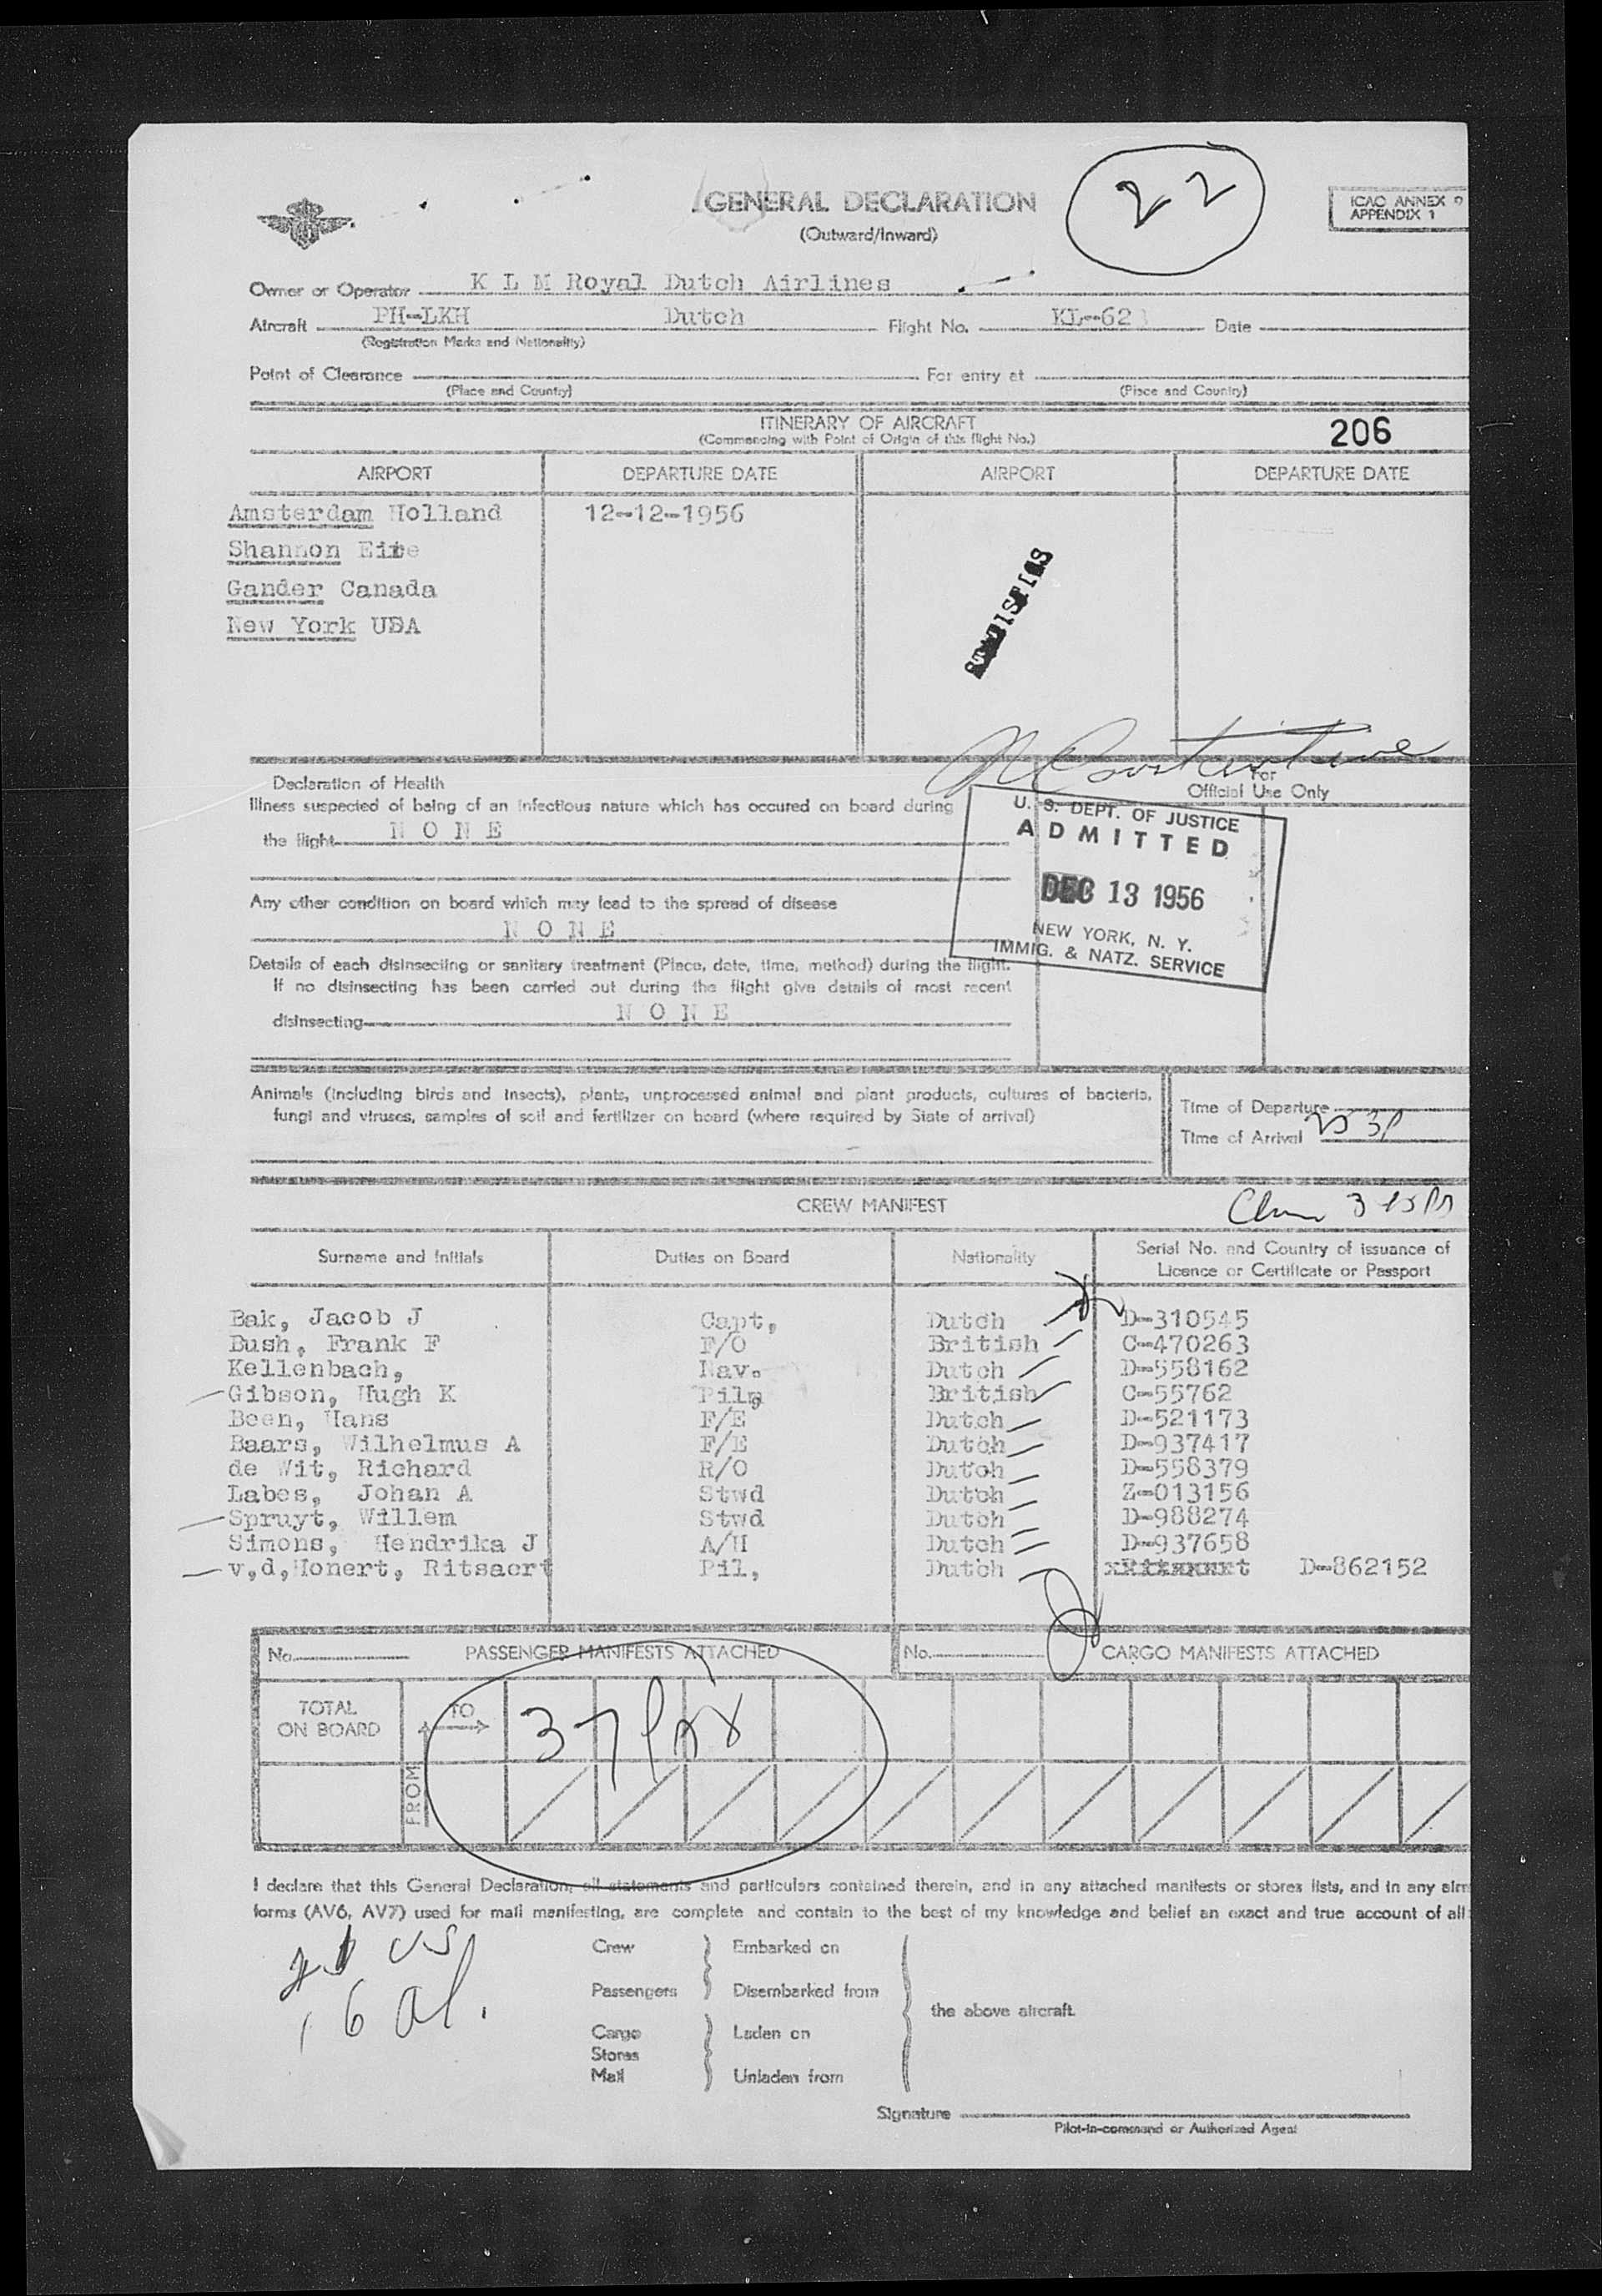 GENERAL DECLARATION
(Outward/Inward)
22
ICAO ANNEX 9
APPENDIX 1
Owner or Operator K L M Royal Dutch Airlines
Aircraft PH-LKH Dutch Flight No. KL-62 Date
(Registration Marks and Nationality)
Point of Clearance For entry at
(Place and Country) (Place and Country)
ITINERARY OF AIRCRAFT
(Commencing with Point of Origin of this flight No.)
206
AIRPORT DEPARTURE DATE AIRPORT DEPARTURE DATE
Amsterdam Holland 12-12-1956
Shannon Eire
Gander Canada
New York USA
STATISTICS
Declaration of Health
For
Official Use Only
Illness suspected of being of an infectious nature which has occured on board during
the flight N O N E
U. S. DEPT. OF JUSTICE
A D M I T T E D
DEC 13 1956
NEW YORK, N. Y.
IMMIG. & NATZ. SERVICE
Any other condition on board which may lead to the spread of disease
N O N E
Details of each disinsecting or sanitary treatment (Place, date, time, method) during the flight.
If no disinsecting has been carried out during the flight give details of most recent
disinsecting N O N E
Animals (including birds and insects), plants, unprocessed animal and plant products, cultures of bacteria,
fungi and viruses, samples of soil and fertilizer on board (where required by State of arrival)
Time of Departure
Time of Arrival
CREW MANIFEST
Surname and Initials Duties on Board Nationality Serial No. and Country of issuance of
Licence or Certificate or Passport
Bak, Jacob J Capt, Dutch D-310545
Bush, Frank F F/O British C-470263
Kellenbach, Nav. Dutch D-558162
Gibson, Hugh K Pil, British C-55762
Been, Hans F/E Dutch D-521173
Baars, Wilhelmus A F/E Dutch D-937417
de Wit, Richard R/O Dutch D-558379
Labes, Johan A Stwd Dutch Z-013156
Spruyt, Willem Stwd Dutch D-988274
Simons, Hendrika J A/H Dutch D-937658
v,d,Honert, Ritsaert Pil, Dutch D-862152
No. PASSENGER MANIFESTS ATTACHED No. CARGO MANIFESTS ATTACHED
TOTAL
ON BOARD
TO
FROM
37 pax
I declare that this General Declaration, all statements and particulars contained therein, and in any attached manifests or stores lists, and in any airm
forms (AV6, AV7) used for mail manifesting, are complete and contain to the best of my knowledge and belief an exact and true account of all
US
16 al.
Crew Embarked on
Passengers Disembarked from
the above aircraft.
Cargo Laden on
Stores
Mail Unladen from
Signature
Pilot-in-command or Authorized Agent